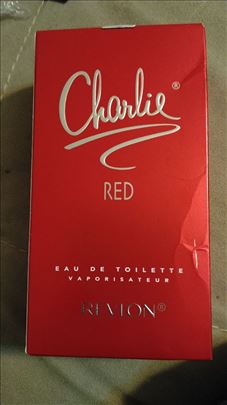 Charlie®
RED
EAU DE TOILETTE
VAPORISATEUR
REVLON®